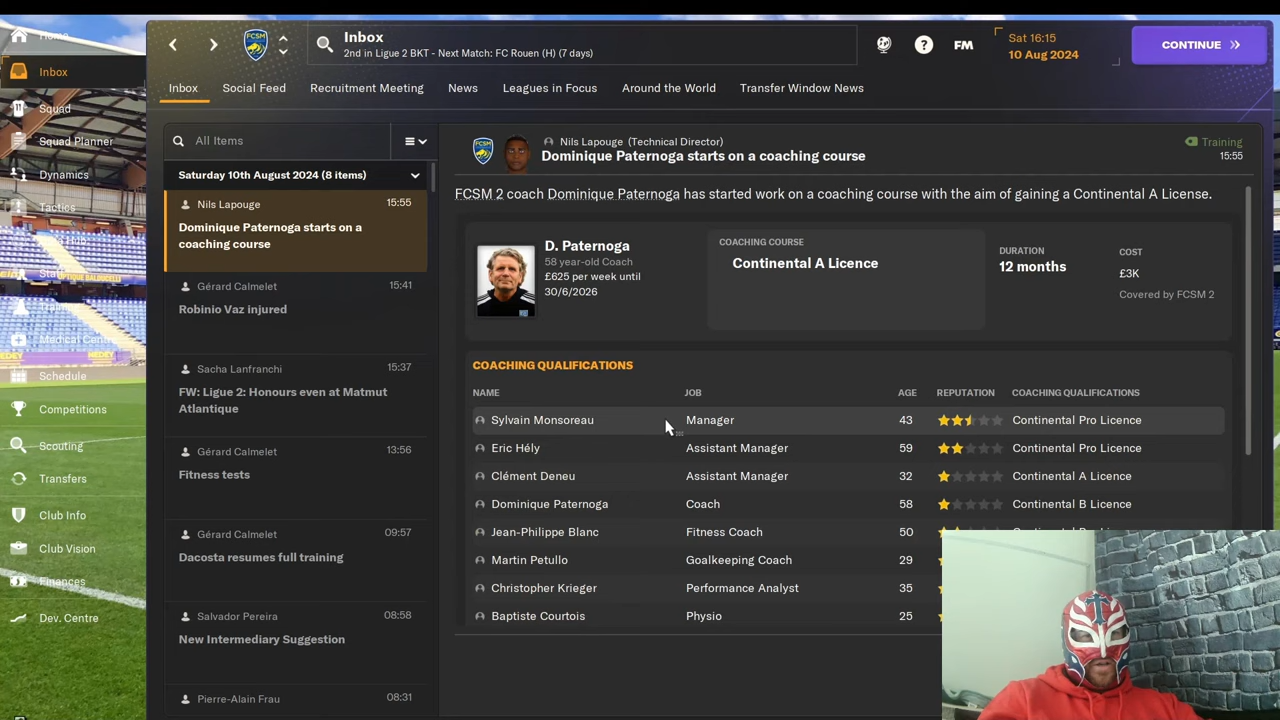 Home
Inbox
2nd in Ligue 2 BKT - Next Match: FC Rouen (H) (7 days)
?
FM
Sat 16:15
10 Aug 2024
CONTINUE
Inbox
Inbox
Social Feed
Recruitment Meeting
News
Leagues in Focus
Around the World
Transfer Window News
Squad
Squad Planner
Dynamics
Tactics
Medical Centre
Schedule
Competitions
Scouting
Transfers
Club Info
Club Vision
Finances
Dev. Centre
All Items
Saturday 10th August 2024 (8 items)
Nils Lapouge 15:55
Dominique Paternoga starts on a
coaching course
Gérard Calmelet 15:41
Robinio Vaz injured
Sacha Lanfranchi 15:37
FW: Ligue 2: Honours even at Matmut
Atlantique
Gérard Calmelet 13:56
Fitness tests
Gérard Calmelet 09:57
Dacosta resumes full training
Salvador Pereira 08:58
New Intermediary Suggestion
Pierre-Alain Frau 08:31
FCSM
Nils Lapouge (Technical Director)
Dominique Paternoga starts on a coaching course
Training
15:55
FCSM 2 coach Dominique Paternoga has started work on a coaching course with the aim of gaining a Continental A License.
D. Paternoga
58 year-old Coach
£625 per week until
30/6/2026
COACHING COURSE
Continental A Licence
DURATION
12 months
COST
£3K
Covered by FCSM 2
COACHING QUALIFICATIONS
NAME JOB AGE REPUTATION COACHING QUALIFICATIONS
Sylvain Monsoreau Manager 43 Continental Pro Licence
Eric Hély Assistant Manager 59 Continental Pro Licence
Clément Deneu Assistant Manager 32 Continental A Licence
Dominique Paternoga Coach 58 Continental B Licence
Jean-Philippe Blanc Fitness Coach 50
Martin Petullo Goalkeeping Coach 29
Christopher Krieger Performance Analyst 35
Baptiste Courtois Physio 25